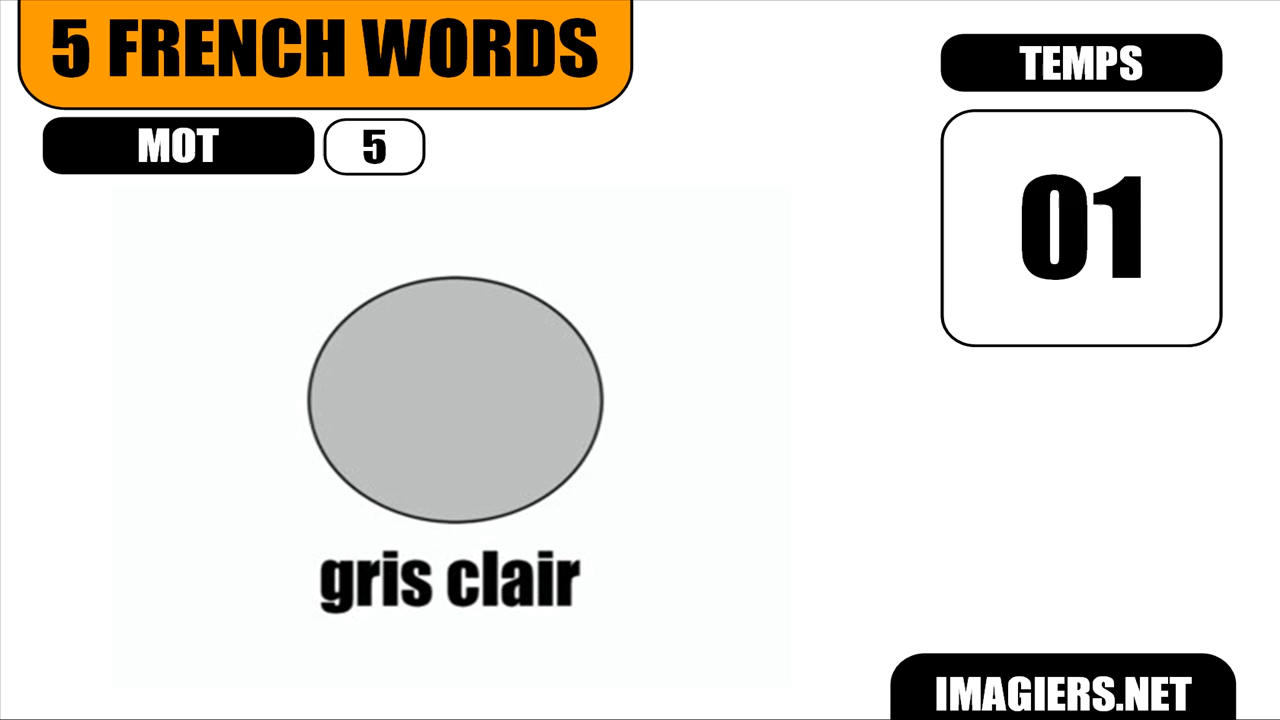 5 FRENCH WORDS
TEMPS
MOT 5
01
gris clair
IMAGIERS.NET